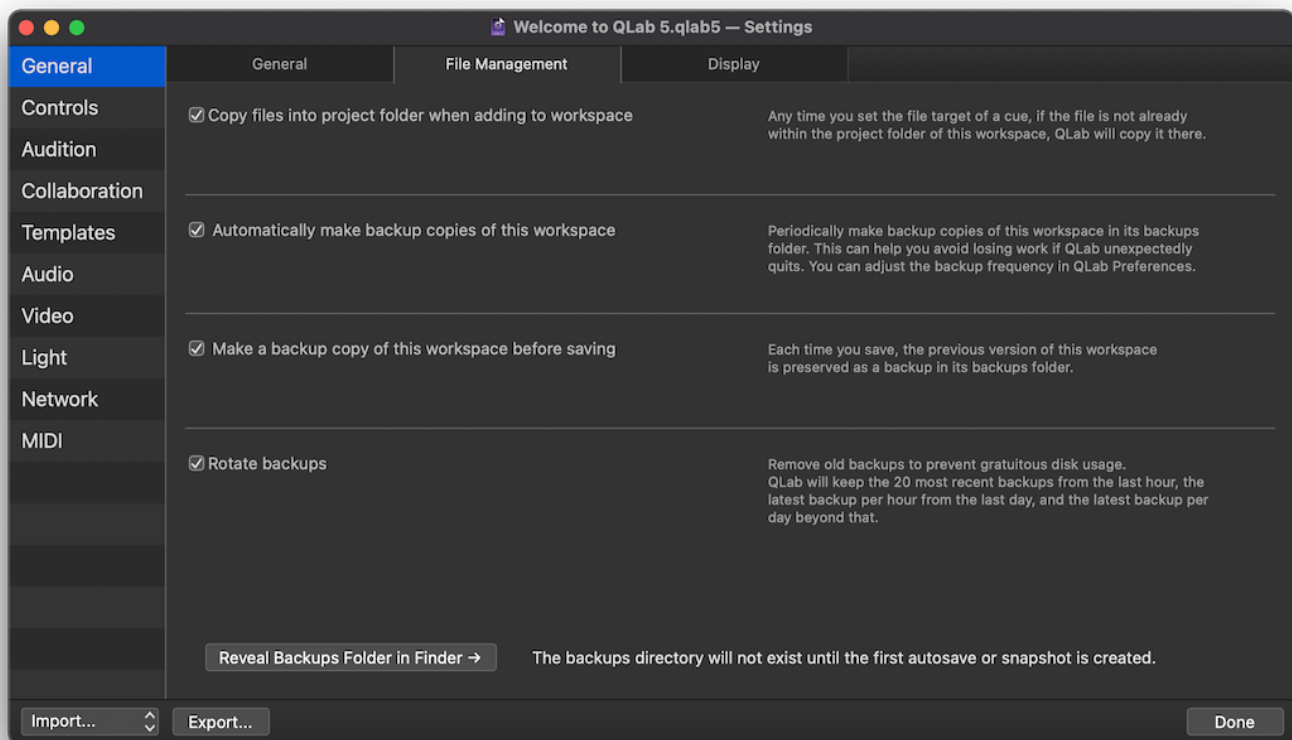 Welcome to QLab 5.qlab5 — Settings
General
Controls
Audition
Collaboration
Templates
Audio
Video
Light
Network
MIDI
General
File Management
Display
Copy files into project folder when adding to workspace
Any time you set the file target of a cue, if the file is not already
within the project folder of this workspace, QLab will copy it there.
Automatically make backup copies of this workspace
Periodically make backup copies of this workspace in its backups
folder. This can help you avoid losing work if QLab unexpectedly
quits. You can adjust the backup frequency in QLab Preferences.
Make a backup copy of this workspace before saving
Each time you save, the previous version of this workspace
is preserved as a backup in its backups folder.
Rotate backups
Remove old backups to prevent gratuitous disk usage.
QLab will keep the 20 most recent backups from the last hour, the
latest backup per hour from the last day, and the latest backup per
day beyond that.
Reveal Backups Folder in Finder →
The backups directory will not exist until the first autosave or snapshot is created.
Import...
Export...
Done